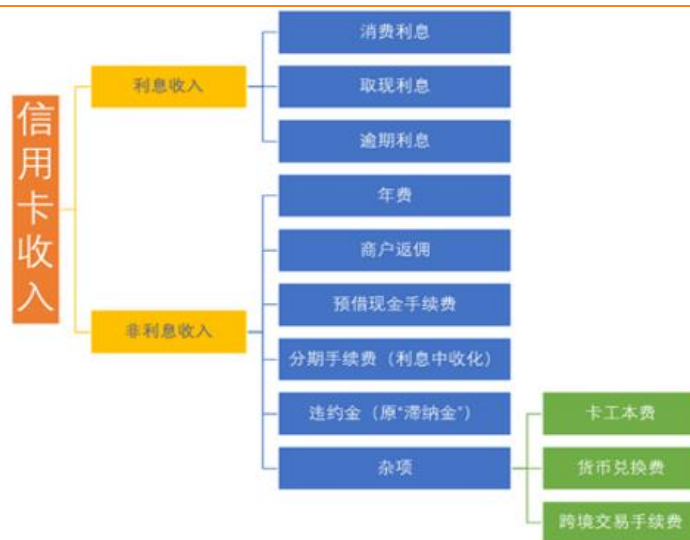 信用卡收入
利息收入
消费利息
取现利息
逾期利息
非利息收入
年费
商户返佣
预借现金手续费
分期手续费（利息中收化）
违约金（原“滞纳金”）
杂项
卡工本费
货币兑换费
跨境交易手续费